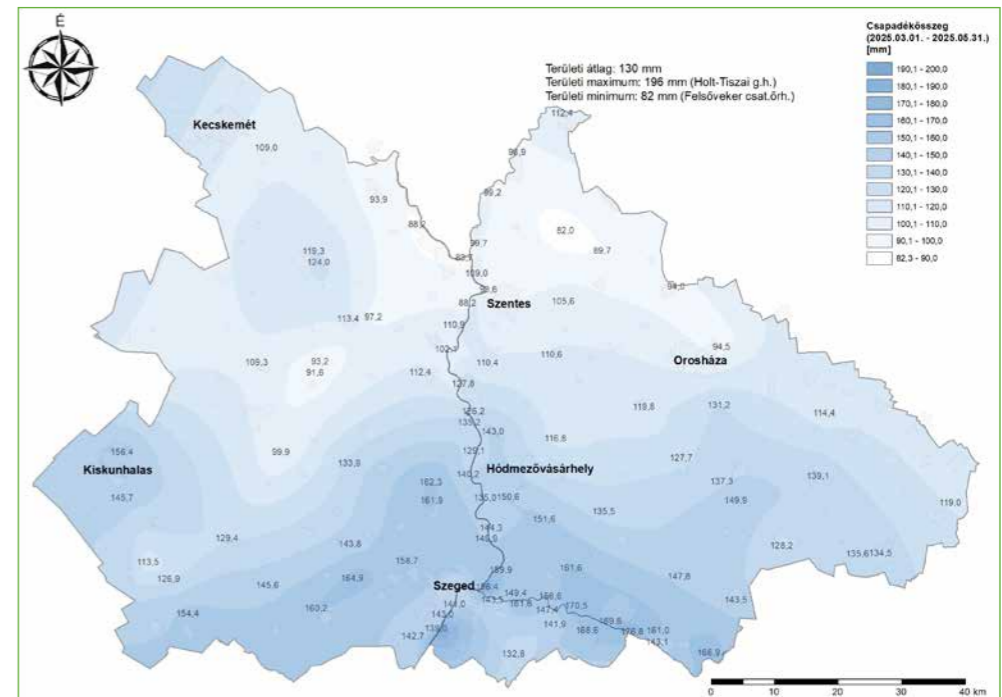 É
Csapadékösszeg
(2025.03.01. - 2025.05.31.)
[mm]
190,1 - 200,0
180,1 - 190,0
170,1 - 180,0
160,1 - 170,0
150,1 - 160,0
140,1 - 150,0
130,1 - 140,0
120,1 - 130,0
110,1 - 120,0
100,1 - 110,0
90,1 - 100,0
82,3 - 90,0
Területi átlag: 130 mm
Területi maximum: 196 mm (Holt-Tiszai g.h.)
Területi minimum: 82 mm (Felsőveker csat.őrh.)
112,4
Kecskemét
109,0
93,9
88,2
82,0
89,7
119,3
124,0
109,0
94,0
88,2
Szentes
105,6
113,4 97,2
110,9
94,5
109,3
93,2
91,6
112,4
110,4
110,6
Orosháza
127,8
118,8
131,2
114,4
143,0
116,8
156,4
99,9
133,8
129,1
127,7
Kiskunhalas
Hódmezővásárhely
140,2
139,1
145,7
162,3
161,9
135,0 150,6
137,3
149,9
119,0
151,6
135,5
144,3
129,4
143,8
128,2
135,6 134,5
113,5
158,7
161,6
126,9
164,9
147,8
145,6
Szeged
149,4
143,5
154,4
160,2
170,5
147,4
143,0
141,9
161,0
143,1
142,7
132,8
0 10 20 30 40 km